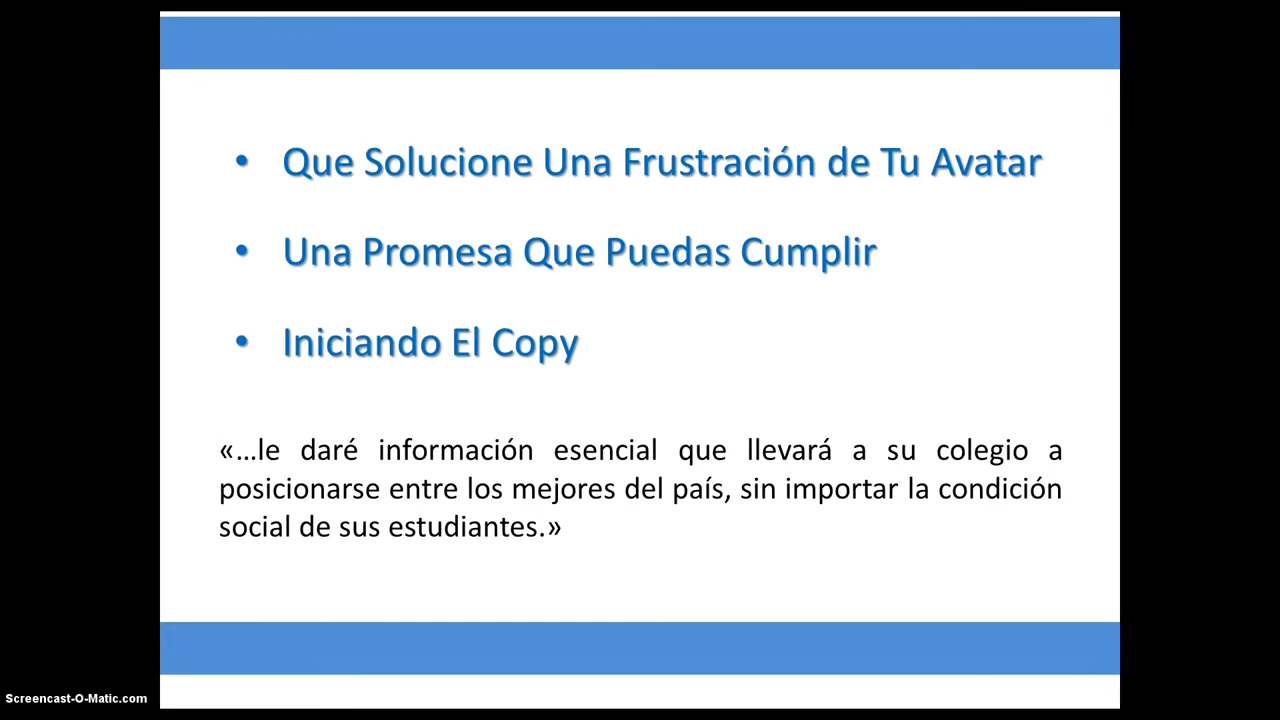 • Que Solucione Una Frustración de Tu Avatar
• Una Promesa Que Puedas Cumplir
• Iniciando El Copy
«...le daré información esencial que llevará a su colegio a
posicionarse entre los mejores del país, sin importar la condición
social de sus estudiantes.»
Screencast-O-Matic.com